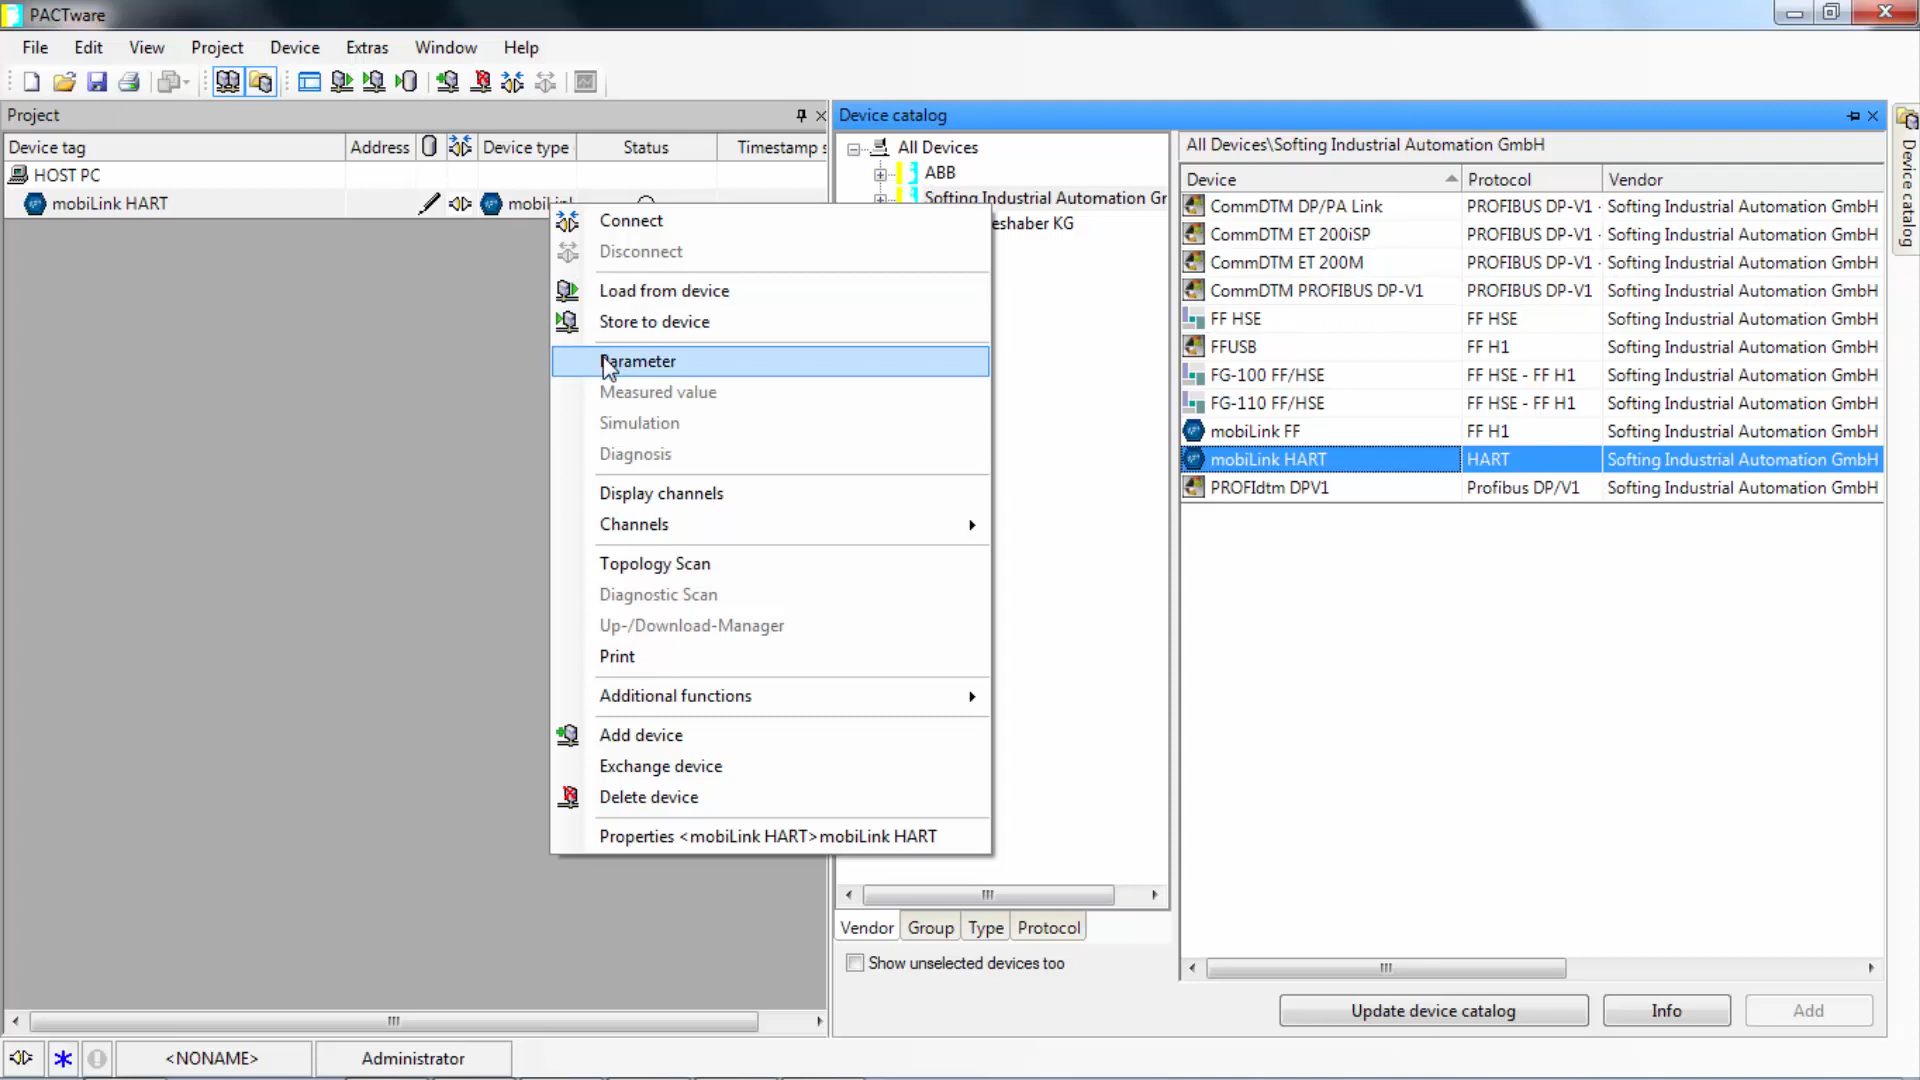 PACTware
File Edit View Project Device Extras Window Help
Project
Device tag Address Device type Status Timestamp s
HOST PC
mobiLink HART mobiLin
Connect
Disconnect
Load from device
Store to device
Parameter
Measured value
Simulation
Diagnosis
Display channels
Channels
Topology Scan
Diagnostic Scan
Up-/Download-Manager
Print
Additional functions
Add device
Exchange device
Delete device
Properties <mobiLink HART>mobiLink HART
Device catalog
All Devices
ABB
Softing Industrial Automation Gr
eshaber KG
Vendor Group Type Protocol
Show unselected devices too
All Devices\Softing Industrial Automation GmbH
Device Protocol Vendor
CommDTM DP/PA Link PROFIBUS DP-V1 - Softing Industrial Automation GmbH
CommDTM ET 200iSP PROFIBUS DP-V1 - Softing Industrial Automation GmbH
CommDTM ET 200M PROFIBUS DP-V1 - Softing Industrial Automation GmbH
CommDTM PROFIBUS DP-V1 PROFIBUS DP-V1 Softing Industrial Automation GmbH
FF HSE FF HSE Softing Industrial Automation GmbH
FFUSB FF H1 Softing Industrial Automation GmbH
FG-100 FF/HSE FF HSE - FF H1 Softing Industrial Automation GmbH
FG-110 FF/HSE FF HSE - FF H1 Softing Industrial Automation GmbH
mobiLink FF FF H1 Softing Industrial Automation GmbH
mobiLink HART HART Softing Industrial Automation GmbH
PROFIdtm DPV1 Profibus DP/V1 Softing Industrial Automation GmbH
Update device catalog Info Add
Device catalog
<NONAME> Administrator